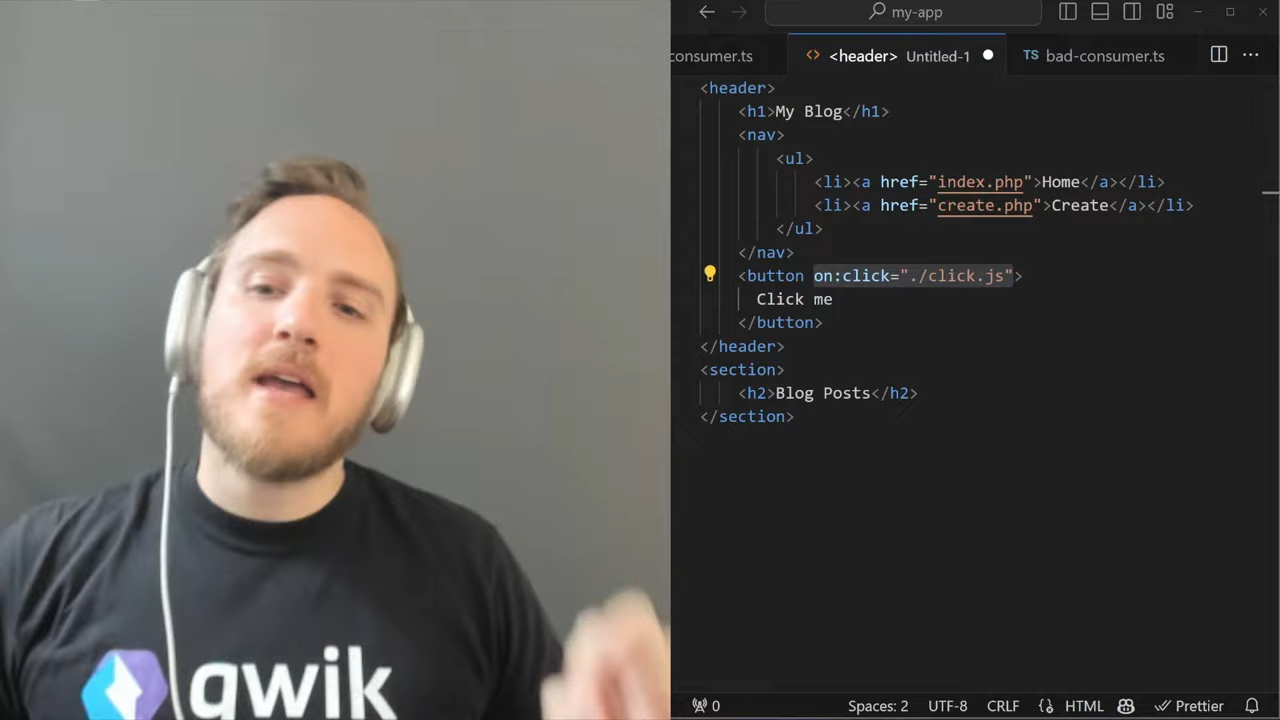 my-app
consumer.ts
<header> Untitled-1
TS bad-consumer.ts
<header>
<h1>My Blog</h1>
<nav>
<ul>
<li><a href="index.php">Home</a></li>
<li><a href="create.php">Create</a></li>
</ul>
</nav>
<button on:click="./click.js">
Click me
</button>
</header>
<section>
<h2>Blog Posts</h2>
</section>
qwik
0
Spaces: 2
UTF-8
CRLF
HTML
Prettier